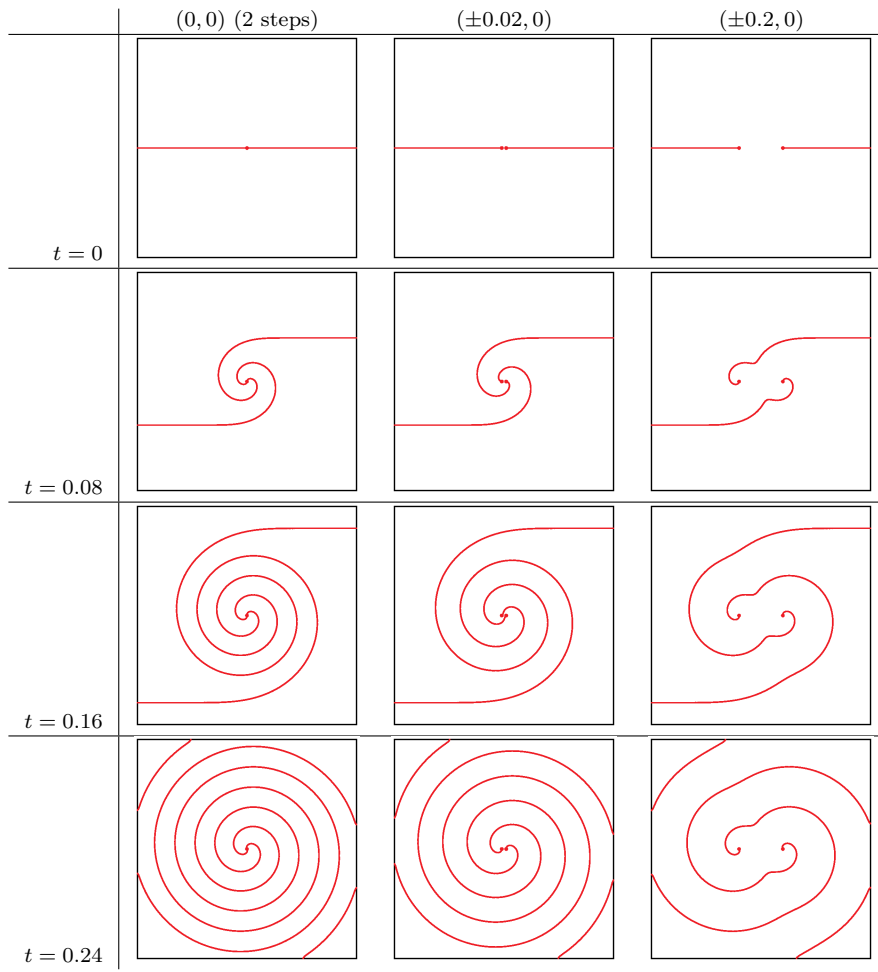 (0, 0) (2 steps) (±0.02, 0) (±0.2, 0)
t = 0
t = 0.08
t = 0.16
t = 0.24